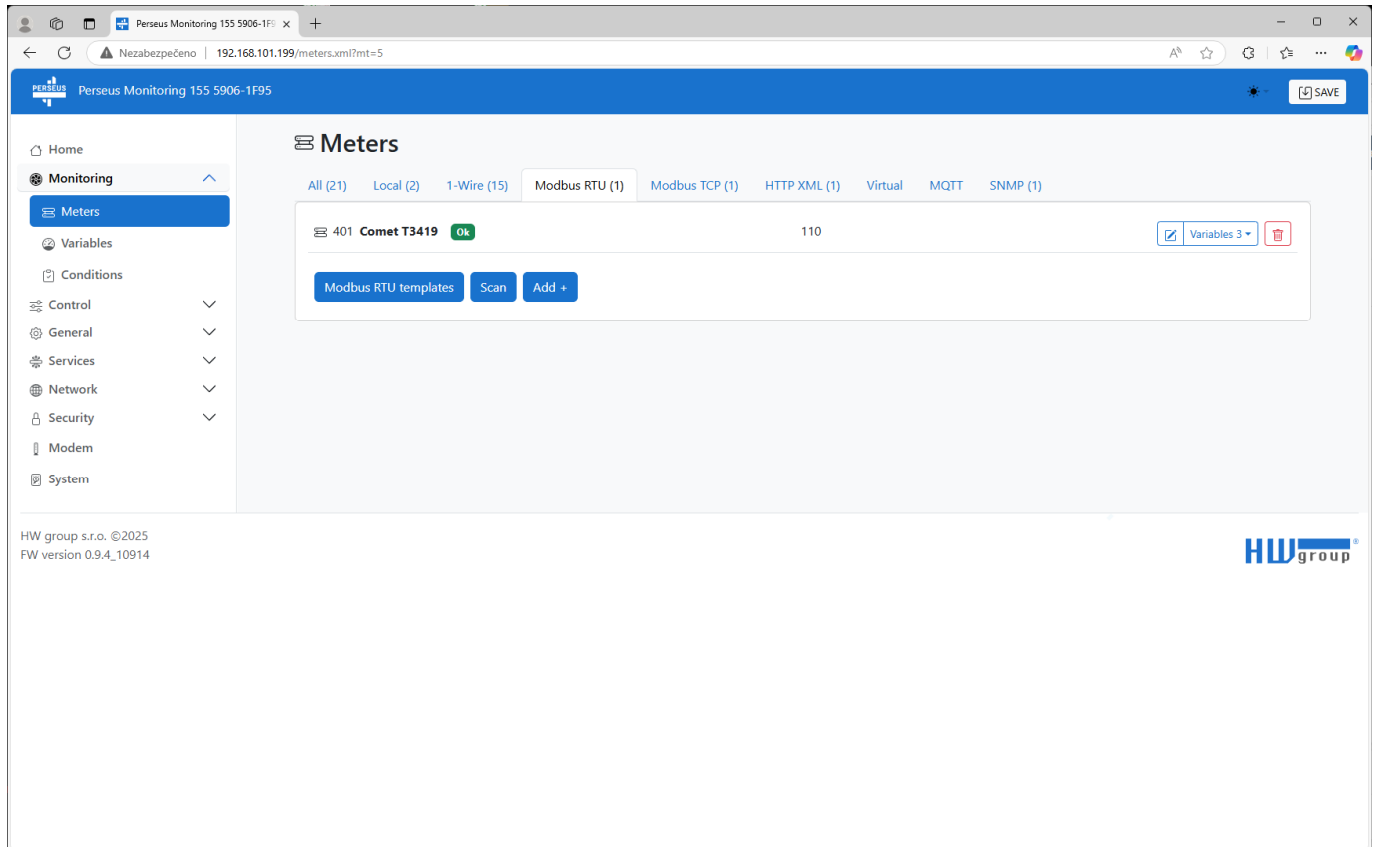 Perseus Monitoring 155 5906-1F9
Nezabezpečeno
192.168.101.199/meters.xml?mt=5
PERSEUS
Perseus Monitoring 155 5906-1F95
SAVE
Home
Monitoring
Meters
Variables
Conditions
Control
General
Services
Network
Security
Modem
System
Meters
All (21) Local (2) 1-Wire (15) Modbus RTU (1) Modbus TCP (1) HTTP XML (1) Virtual MQTT SNMP (1)
401 Comet T3419 Ok 110 Variables 3
Modbus RTU templates Scan Add +
HW group s.r.o. ©2025
FW version 0.9.4_10914
HW group ®